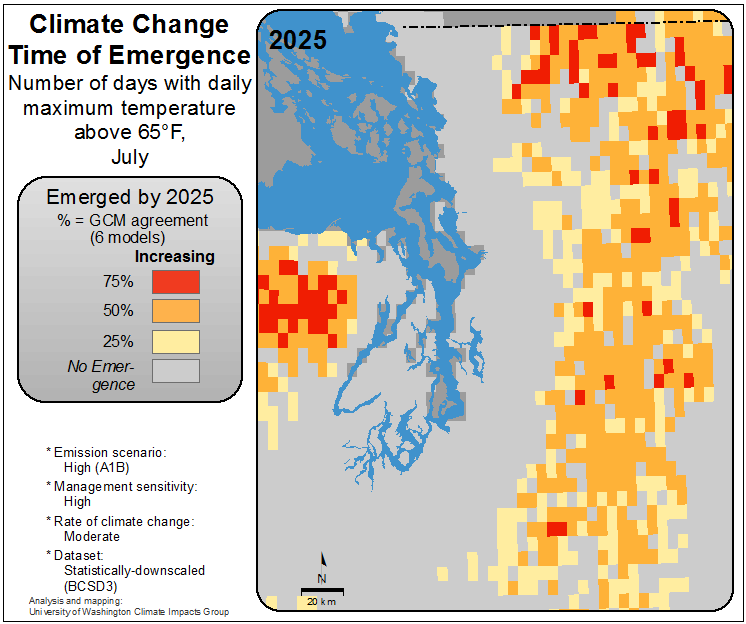 Climate Change
Time of Emergence
Number of days with daily
maximum temperature
above 65°F,
July
Emerged by 2025
% = GCM agreement
(6 models)
Increasing
75%
50%
25%
No Emer-
gence
* Emission scenario:
High (A1B)
* Management sensitivity:
High
* Rate of climate change:
Moderate
* Dataset:
Statistically-downscaled
(BCSD3)
Analysis and mapping:
University of Washington Climate Impacts Group
2025
N
20 km